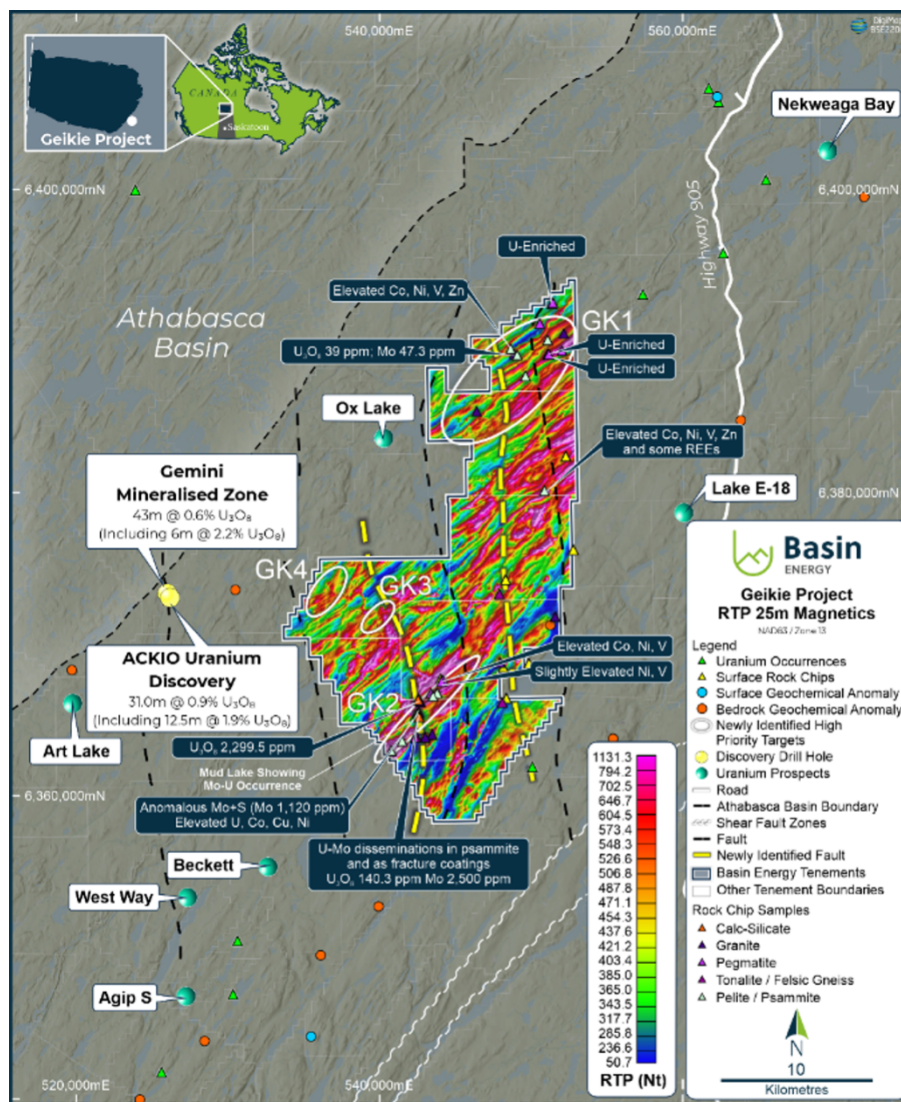 540,000mE
560,000mE
DigiMap
CANADA
Saskatoon
Geikie Project
Nekweaga Bay
6,400,000mN
6,400,000mN
Highway 905
U-Enriched
Elevated Co, Ni, V, Zn
Athabasca
Basin
GK1
U₃O₈ 39 ppm; Mo 47.3 ppm
U-Enriched
U-Enriched
Ox Lake
Elevated Co, Ni, V, Zn
and some REEs
Gemini
Mineralised Zone
43m @ 0.6% U₃O₈
(Including 6m @ 2.2% U₃O₈)
Lake E-18
6,380,000mN
GK4
GK3
ACKIO Uranium
Discovery
31.0m @ 0.9% U₃O₈
(Including 12.5m @ 1.9% U₃O₈)
Elevated Co, Ni, V
Slightly Elevated Ni, V
GK2
Art Lake
U₃O₈ 2,299.5 ppm
Mud Lake Showing
Mo-U Occurrence
6,360,000mN
Anomalous Mo+S (Mo 1,120 ppm)
Elevated U, Co, Cu, Ni
U-Mo disseminations in psammite
and as fracture coatings
U₃O₈ 140.3 ppm Mo 2,500 ppm
Beckett
West Way
Agip S
520,000mE
540,000mE
1131.3
794.2
702.5
646.7
604.5
573.4
548.3
526.6
506.8
487.8
471.1
454.3
437.6
421.2
403.4
385.0
365.0
343.5
317.7
285.8
236.6
50.7
RTP (Nt)
Basin
ENERGY
Geikie Project
RTP 25m Magnetics
NAD83 / Zone 13
Legend
Uranium Occurrences
Surface Rock Chips
Surface Geochemical Anomaly
Bedrock Geochemical Anomaly
Newly Identified High
Priority Targets
Discovery Drill Hole
Uranium Prospects
Road
Athabasca Basin Boundary
Shear Fault Zones
Fault
Newly Identified Fault
Basin Energy Tenements
Other Tenement Boundaries
Rock Chip Samples
Calc-Silicate
Granite
Pegmatite
Tonalite / Felsic Gneiss
Pelite / Psammite
N
10
Kilometres